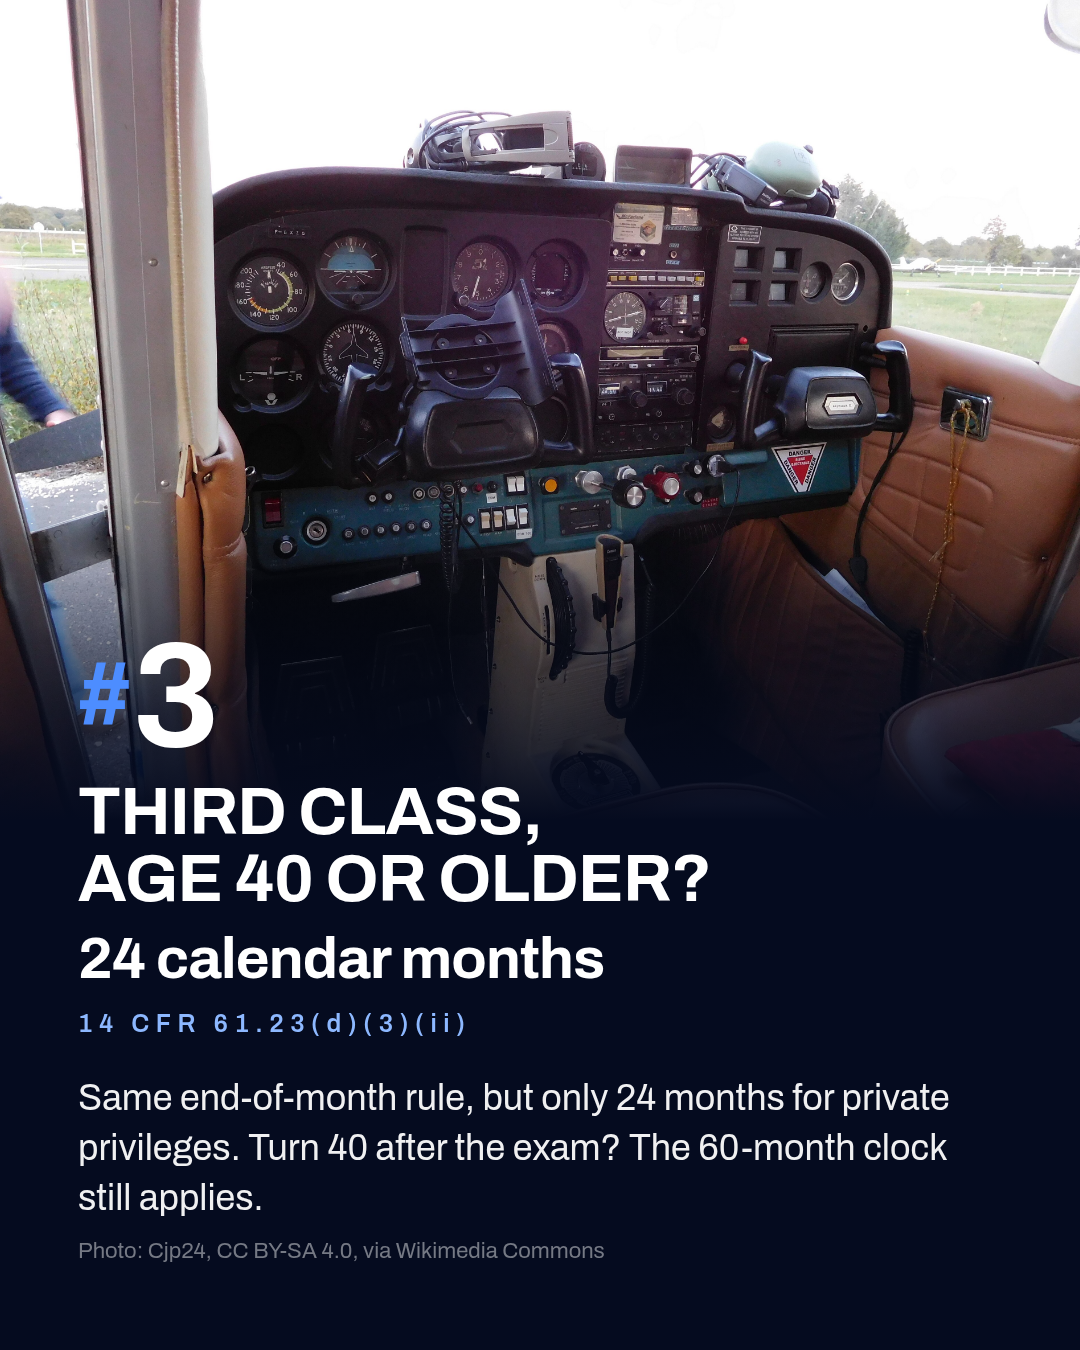 DANGER
#3
THIRD CLASS,
AGE 40 OR OLDER?
24 calendar months
14 CFR 61.23(d)(3)(ii)
Same end-of-month rule, but only 24 months for private
privileges. Turn 40 after the exam? The 60-month clock
still applies.
Photo: Cjp24, CC BY-SA 4.0, via Wikimedia Commons